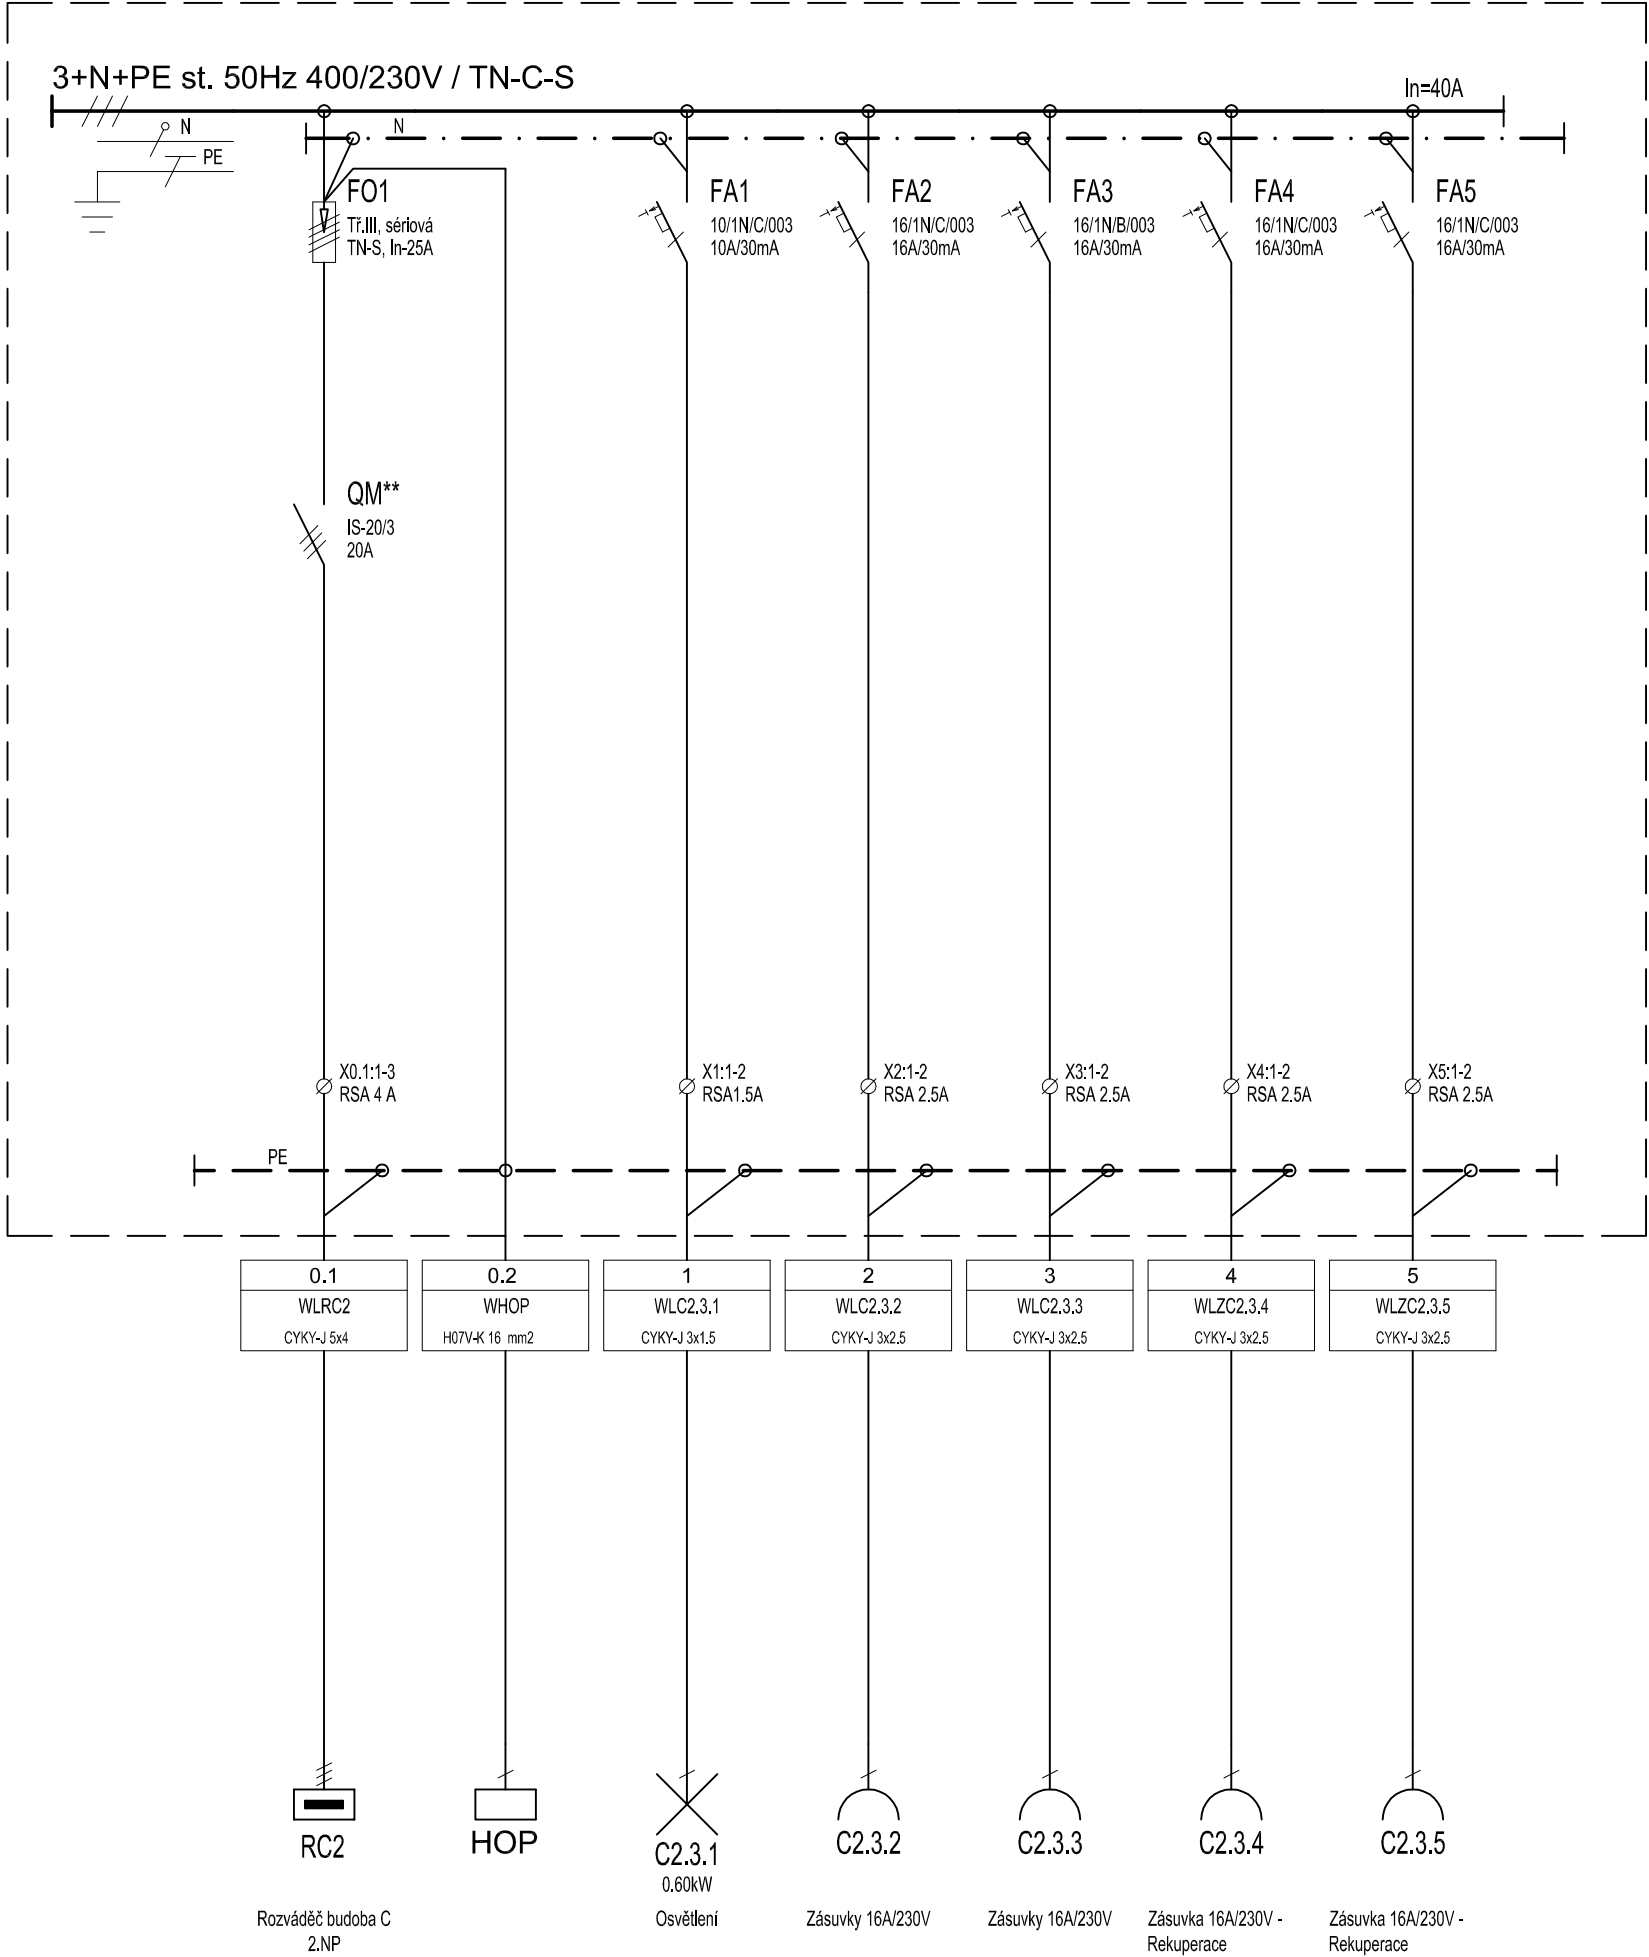 3+N+PE st. 50Hz 400/230V / TN-C-S
In=40A
N
N
PE
FO1
Tř.III, sériová
TN-S, In-25A
FA1
10/1N/C/003
10A/30mA
FA2
16/1N/C/003
16A/30mA
FA3
16/1N/B/003
16A/30mA
FA4
16/1N/C/003
16A/30mA
FA5
16/1N/C/003
16A/30mA
QM**
IS-20/3
20A
X0.1:1-3
RSA 4 A
X1:1-2
RSA1.5A
X2:1-2
RSA 2.5A
X3:1-2
RSA 2.5A
X4:1-2
RSA 2.5A
X5:1-2
RSA 2.5A
PE
0.1
WLRC2
CYKY-J 5x4
0.2
WHOP
H07V-K 16 mm2
1
WLC2.3.1
CYKY-J 3x1.5
2
WLC2.3.2
CYKY-J 3x2.5
3
WLC2.3.3
CYKY-J 3x2.5
4
WLZC2.3.4
CYKY-J 3x2.5
5
WLZC2.3.5
CYKY-J 3x2.5
RC2
HOP
C2.3.1
0.60kW
C2.3.2
C2.3.3
C2.3.4
C2.3.5
Rozváděč budoba C
2.NP
Osvětlení
Zásuvky 16A/230V
Zásuvky 16A/230V
Zásuvka 16A/230V -
Rekuperace
Zásuvka 16A/230V -
Rekuperace